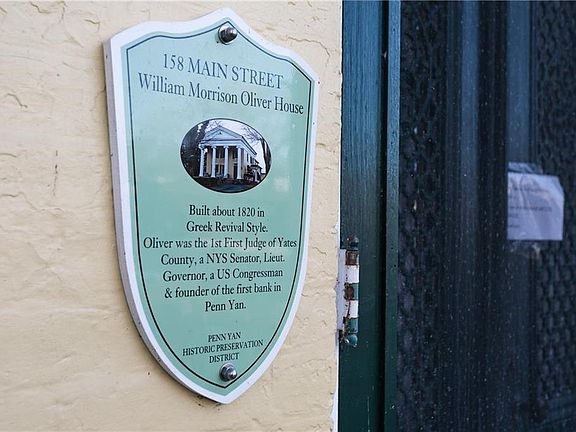 158 MAIN STREET
William Morrison Oliver House
Built about 1820 in
Greek Revival Style.
Oliver was the 1st First Judge of Yates
County, a NYS Senator, Lieut.
Governor, a US Congressman
& founder of the first bank in
Penn Yan.
PENN YAN
HISTORIC PRESERVATION
DISTRICT